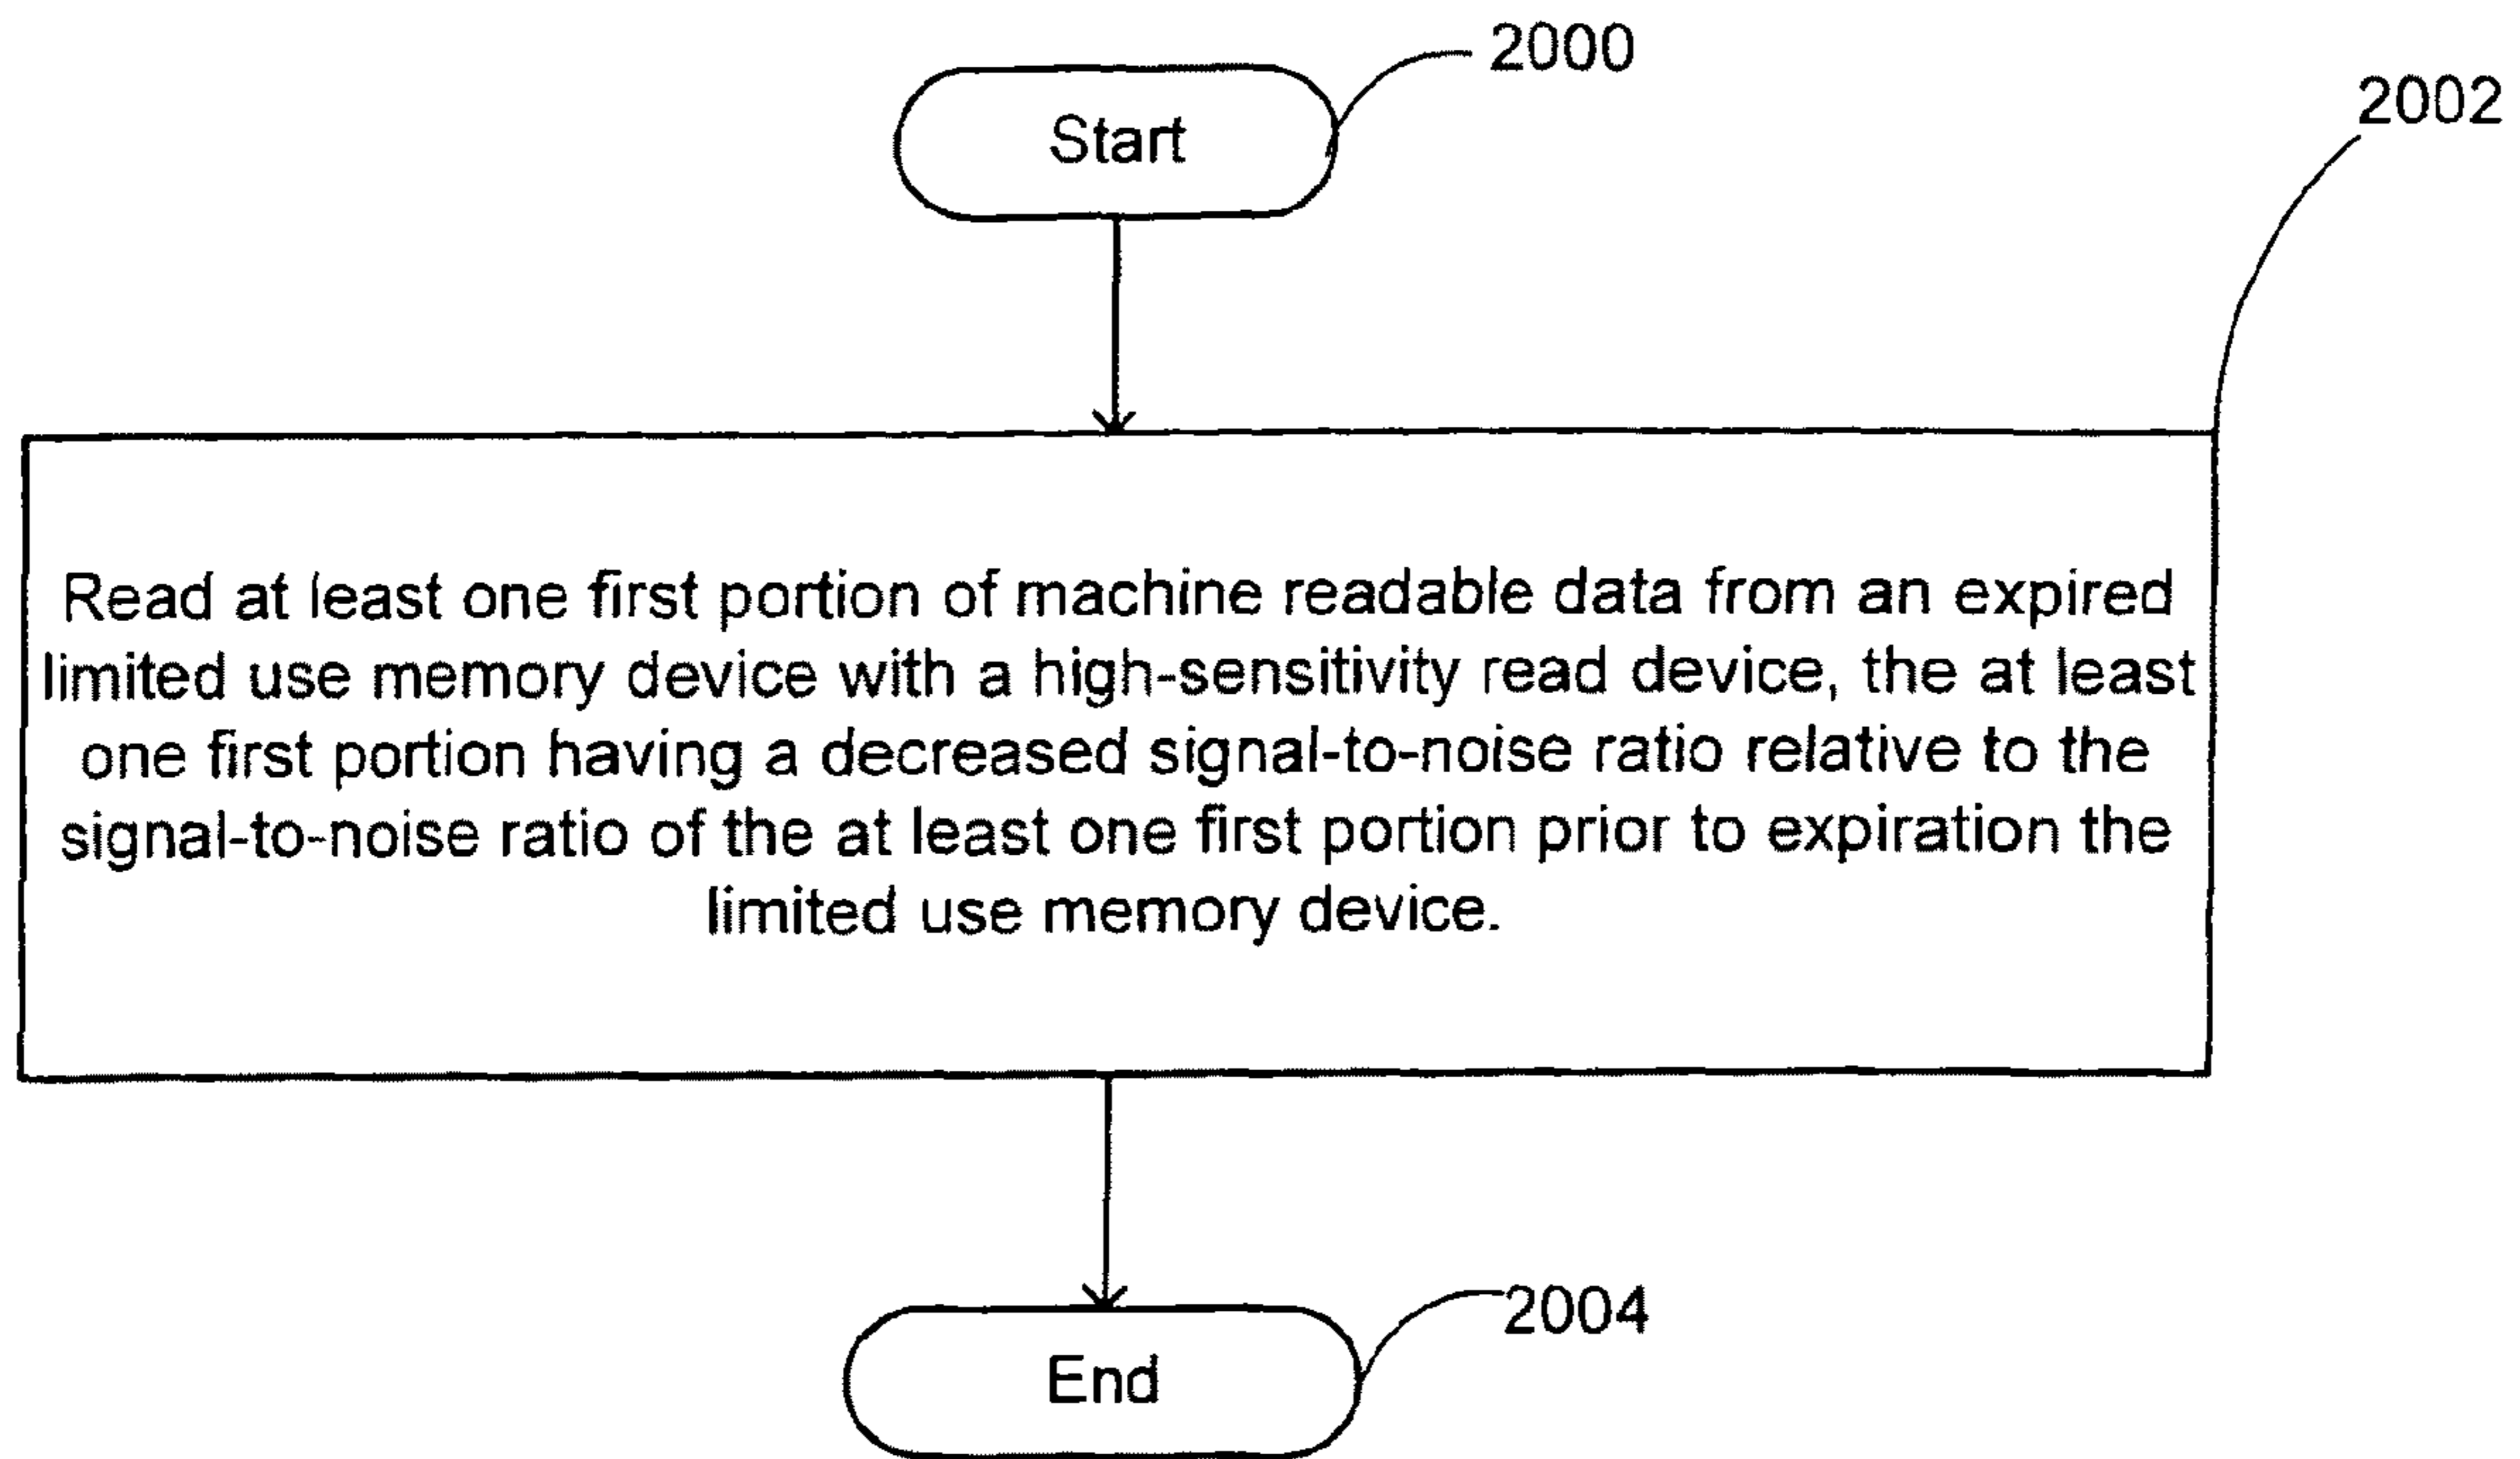 2000
Start
2002
Read at least one first portion of machine readable data from an expired
limited use memory device with a high-sensitivity read device, the at least
one first portion having a decreased signal-to-noise ratio relative to the
signal-to-noise ratio of the at least one first portion prior to expiration the
limited use memory device.
2004
End